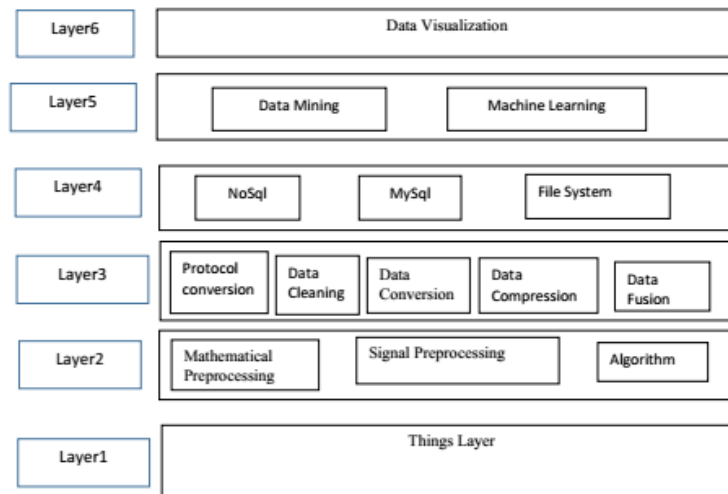 Layer6
Data Visualization
Layer5
Data Mining
Machine Learning
Layer4
NoSql
MySql
File System
Layer3
Protocol
conversion
Data
Cleaning
Data
Conversion
Data
Compression
Data
Fusion
Layer2
Mathematical
Preprocessing
Signal Preprocessing
Algorithm
Layer1
Things Layer